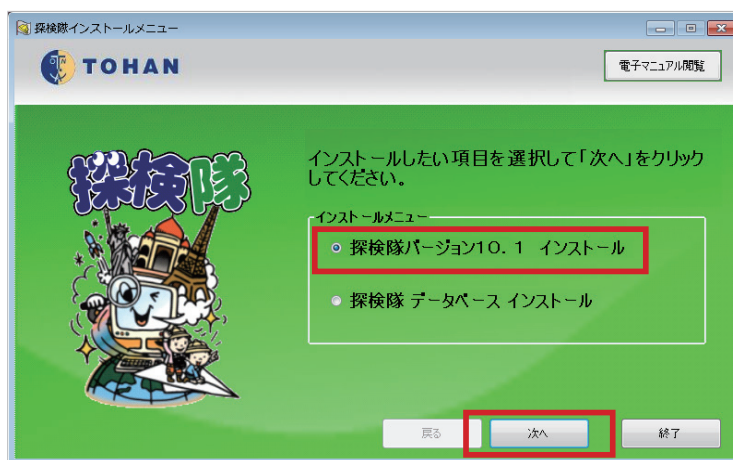 探検隊インストールメニュー
TOHAN
電子マニュアル閲覧
探検隊
インストールしたい項目を選択して「次へ」をクリック
してください。
インストールメニュー
探検隊バージョン10.1 インストール
探検隊 データベース インストール
戻る
次へ
終了